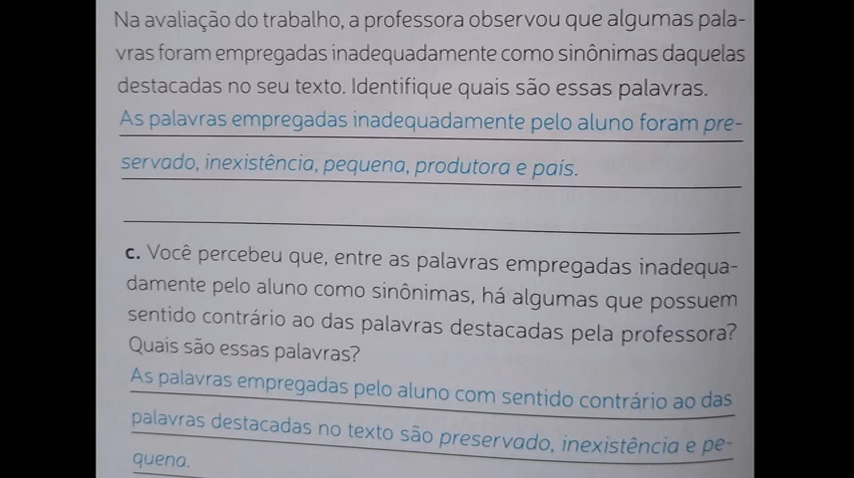 Na avaliação do trabalho, a professora observou que algumas pala-
vras foram empregadas inadequadamente como sinônimas daquelas
destacadas no seu texto. Identifique quais são essas palavras.
As palavras empregadas inadequadamente pelo aluno foram pre-
servado, inexistência, pequena, produtora e pais.
c. Você percebeu que, entre as palavras empregadas inadequa-
damente pelo aluno como sinônimas, há algumas que possuem
sentido contrário ao das palavras destacadas pela professora?
Quais são essas palavras?
As palavras empregadas pelo aluno com sentido contrário ao das
palavras destacadas no texto são preservado, inexistência e pe-
quena.